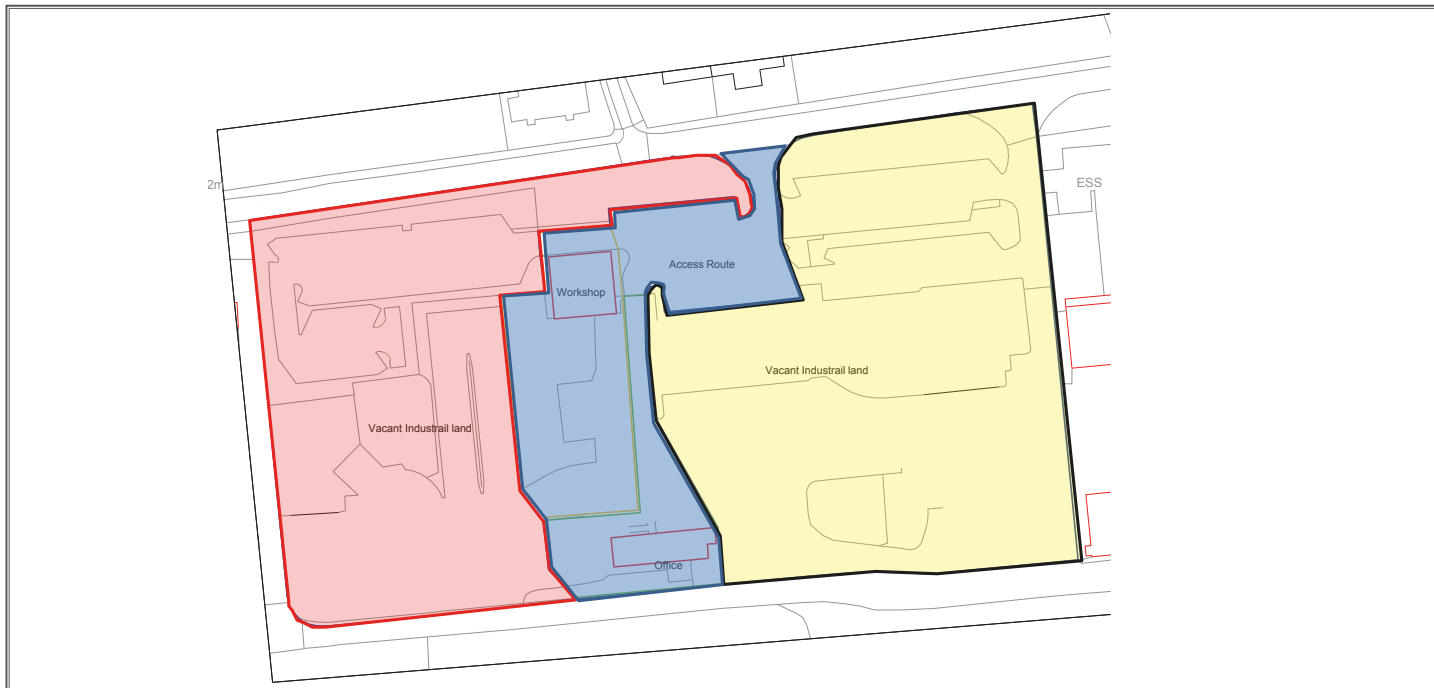 2m
ESS
Access Route
Workshop
Vacant Industrail land
Vacant Industrail land
Office